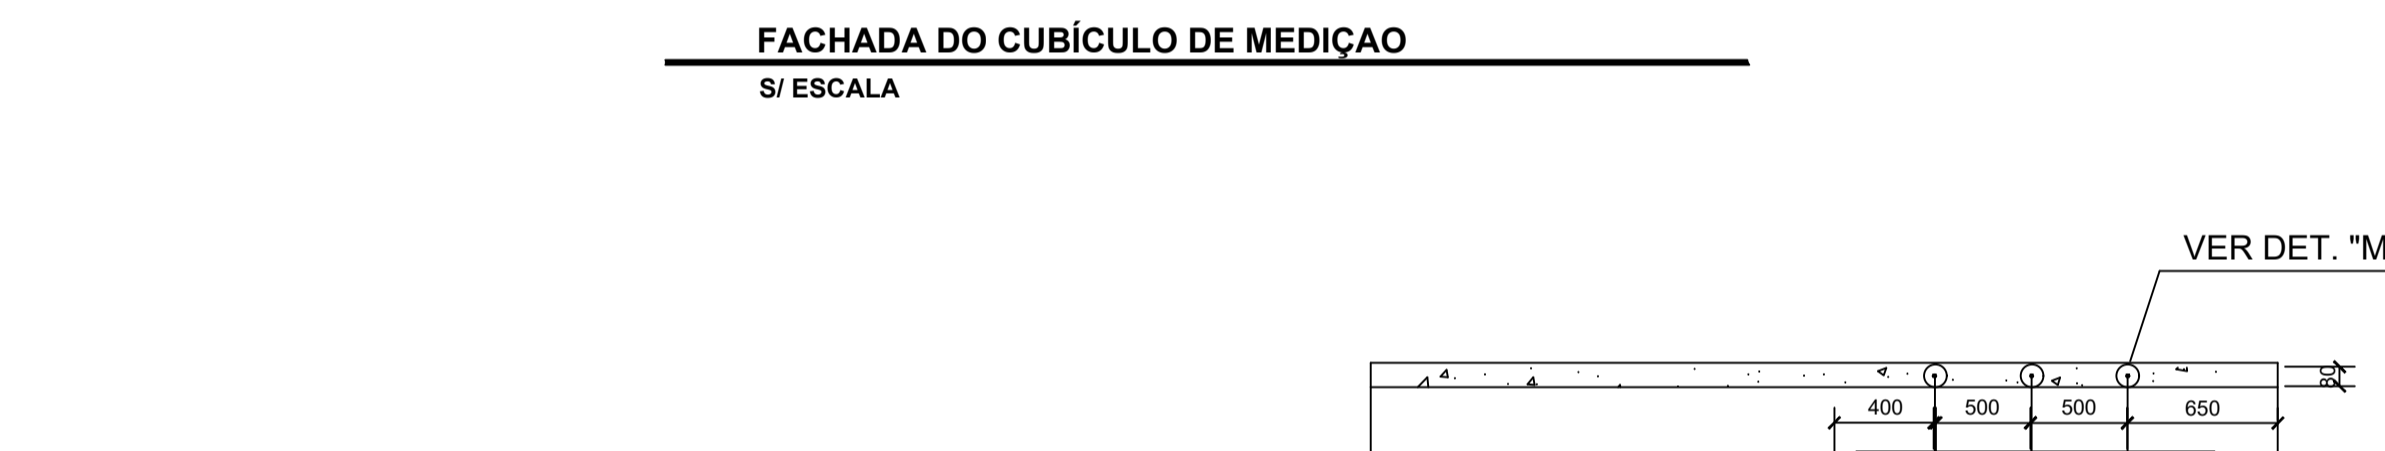 FACHADA DO CUBÍCULO DE MEDIÇAO
S/ ESCALA
VER DET. "M
80
400 500 500 650